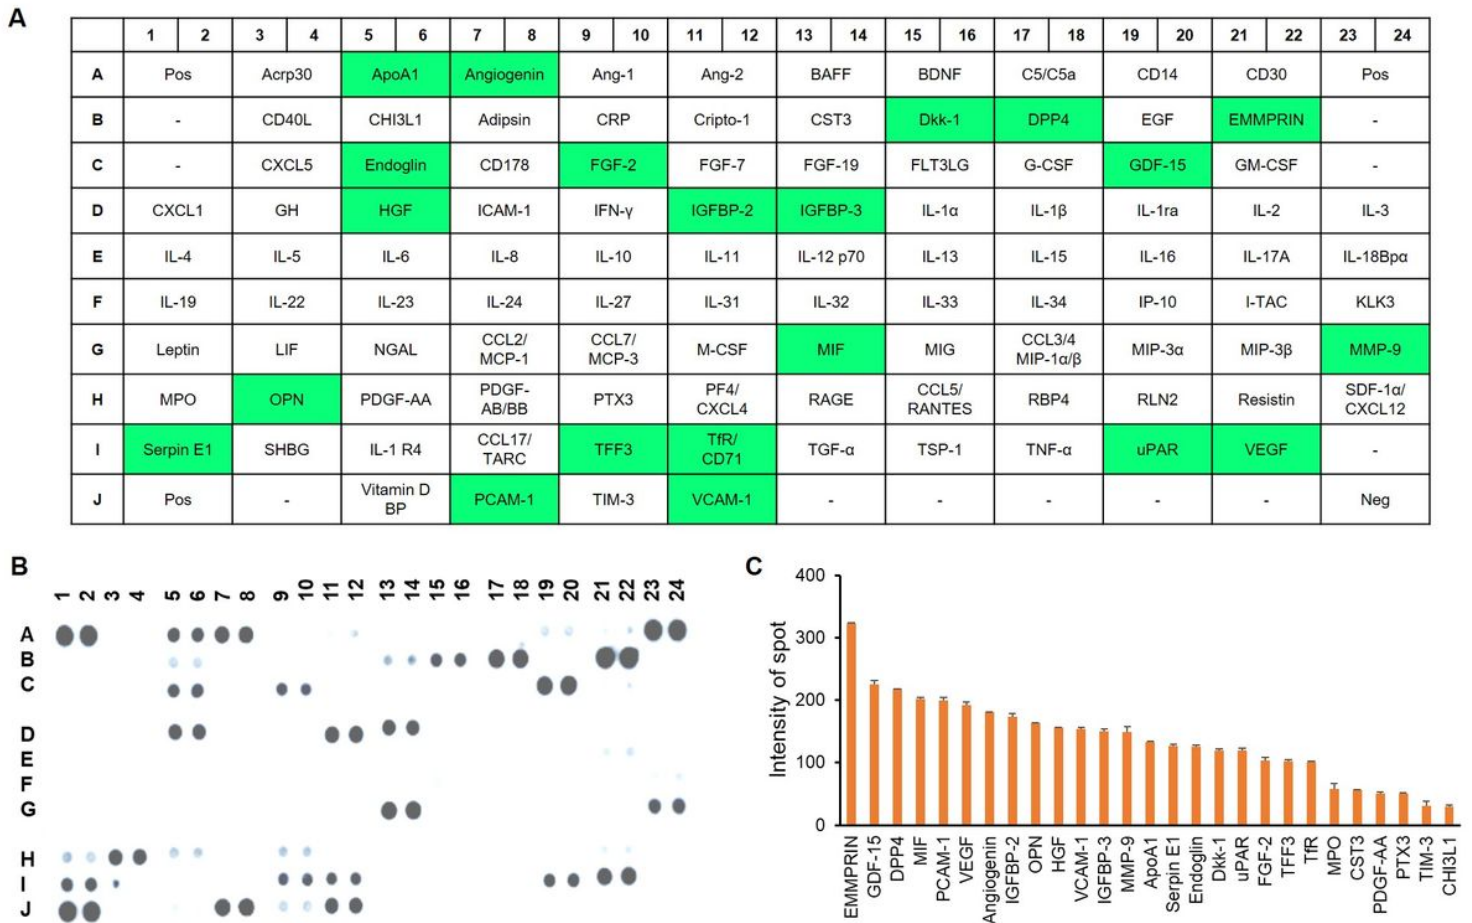 A
1 2 3 4 5 6 7 8 9 10 11 12 13 14 15 16 17 18 19 20 21 22 23 24
A Pos Acrp30 ApoA1 Angiogenin Ang-1 Ang-2 BAFF BDNF C5/C5a CD14 CD30 Pos
B - CD40L CHI3L1 Adipsin CRP Cripto-1 CST3 Dkk-1 DPP4 EGF EMMPRIN -
C - CXCL5 Endoglin CD178 FGF-2 FGF-7 FGF-19 FLT3LG G-CSF GDF-15 GM-CSF -
D CXCL1 GH HGF ICAM-1 IFN-γ IGFBP-2 IGFBP-3 IL-1α IL-1β IL-1ra IL-2 IL-3
E IL-4 IL-5 IL-6 IL-8 IL-10 IL-11 IL-12 p70 IL-13 IL-15 IL-16 IL-17A IL-18Bpα
F IL-19 IL-22 IL-23 IL-24 IL-27 IL-31 IL-32 IL-33 IL-34 IP-10 I-TAC KLK3
G Leptin LIF NGAL CCL2/ MCP-1 CCL7/ MCP-3 M-CSF MIF MIG CCL3/4 MIP-1α/β MIP-3α MIP-3β MMP-9
H MPO OPN PDGF-AA PDGF- AB/BB PTX3 PF4/ CXCL4 RAGE CCL5/ RANTES RBP4 RLN2 Resistin SDF-1α/ CXCL12
I Serpin E1 SHBG IL-1 R4 CCL17/ TARC TFF3 TfR/ CD71 TGF-α TSP-1 TNF-α uPAR VEGF -
J Pos - Vitamin D BP PCAM-1 TIM-3 VCAM-1 - - - - - Neg
B
1 2 3 4 5 6 7 8 9 10 11 12 13 14 15 16 17 18 19 20 21 22 23 24
A
B
C
D
E
F
G
H
I
J
C
Intensity of spot
400
300
200
100
0
EMMPRIN
GDF-15
DPP4
MIF
PCAM-1
VEGF
Angiogenin
IGFBP-2
OPN
HGF
VCAM-1
IGFBP-3
MMP-9
ApoA1
Serpin E1
Endoglin
Dkk-1
uPAR
FGF-2
TFF3
TfR
MPO
CST3
PDGF-AA
PTX3
TIM-3
CHI3L1